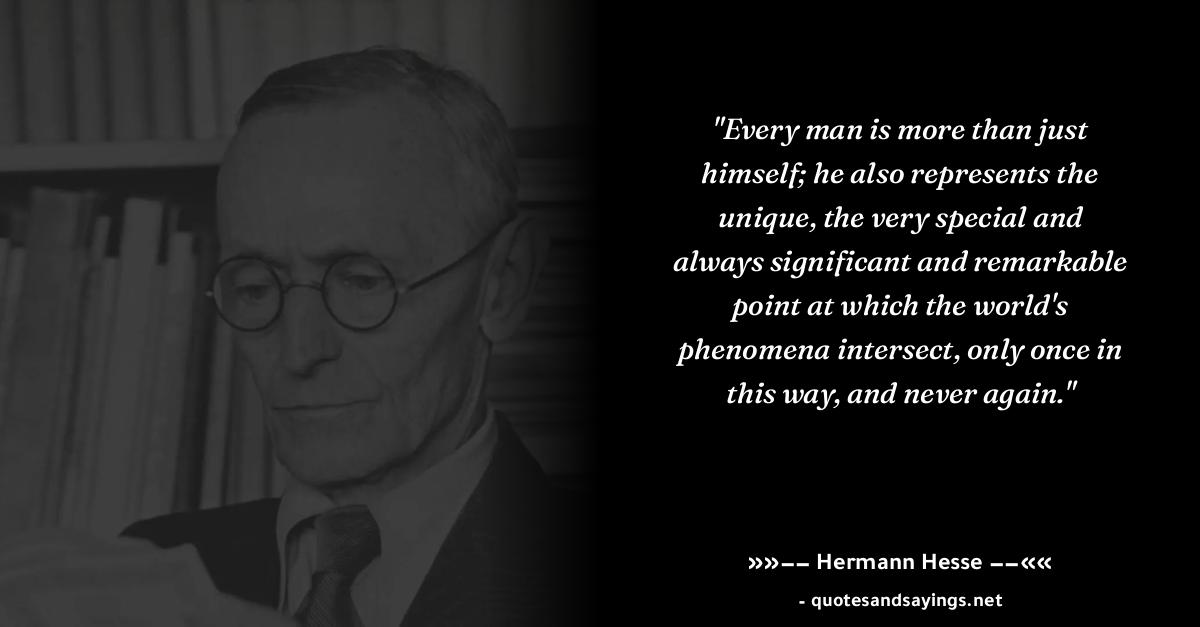 "Every man is more than just
himself; he also represents the
unique, the very special and
always significant and remarkable
point at which the world's
phenomena intersect, only once in
this way, and never again."
»»–– Hermann Hesse ––««
- quotesandsayings.net